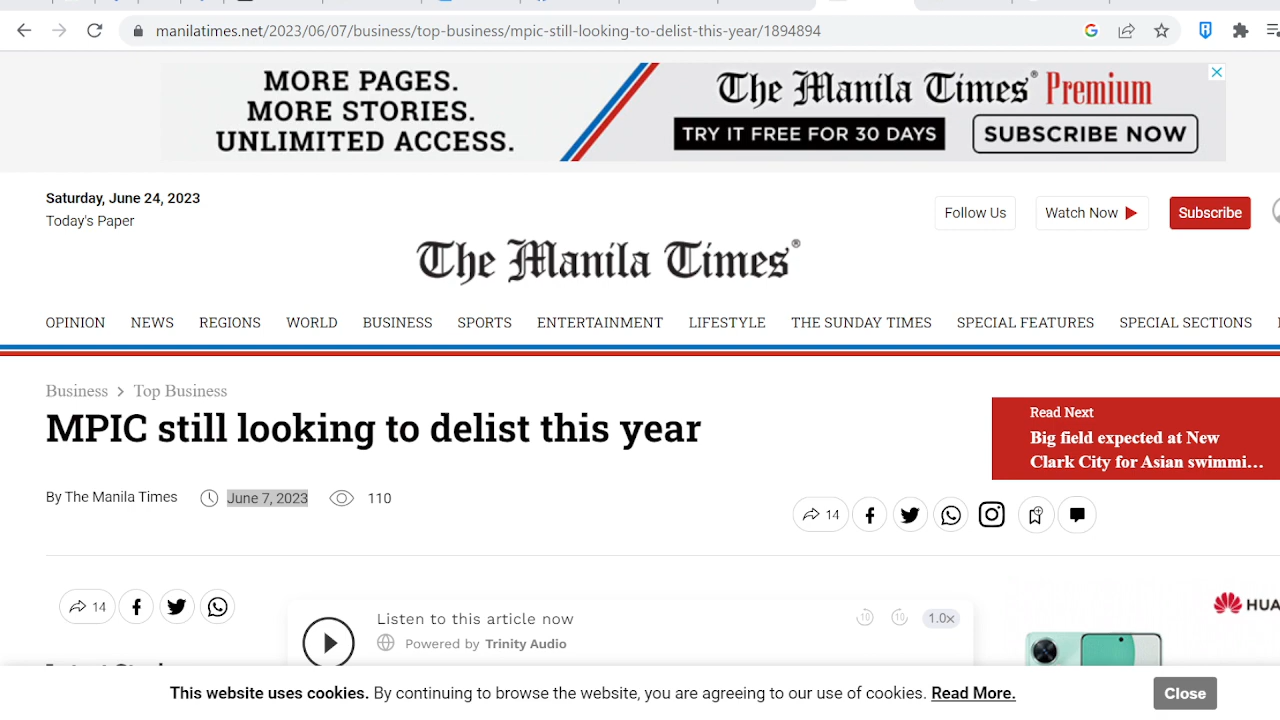 manilatimes.net/2023/06/07/business/top-business/mpic-still-looking-to-delist-this-year/1894894
MORE PAGES.
MORE STORIES.
UNLIMITED ACCESS.
The Manila Times® Premium
TRY IT FREE FOR 30 DAYS
SUBSCRIBE NOW
Saturday, June 24, 2023
Today's Paper
Follow Us
Watch Now
Subscribe
The Manila Times®
OPINION NEWS REGIONS WORLD BUSINESS SPORTS ENTERTAINMENT LIFESTYLE THE SUNDAY TIMES SPECIAL FEATURES SPECIAL SECTIONS
Business > Top Business
MPIC still looking to delist this year
Read Next
Big field expected at New
Clark City for Asian swimmi...
By The Manila Times June 7, 2023 110
14
14
Listen to this article now
10 10 1.0x
Powered by Trinity Audio
HUA
This website uses cookies. By continuing to browse the website, you are agreeing to our use of cookies. Read More.
Close